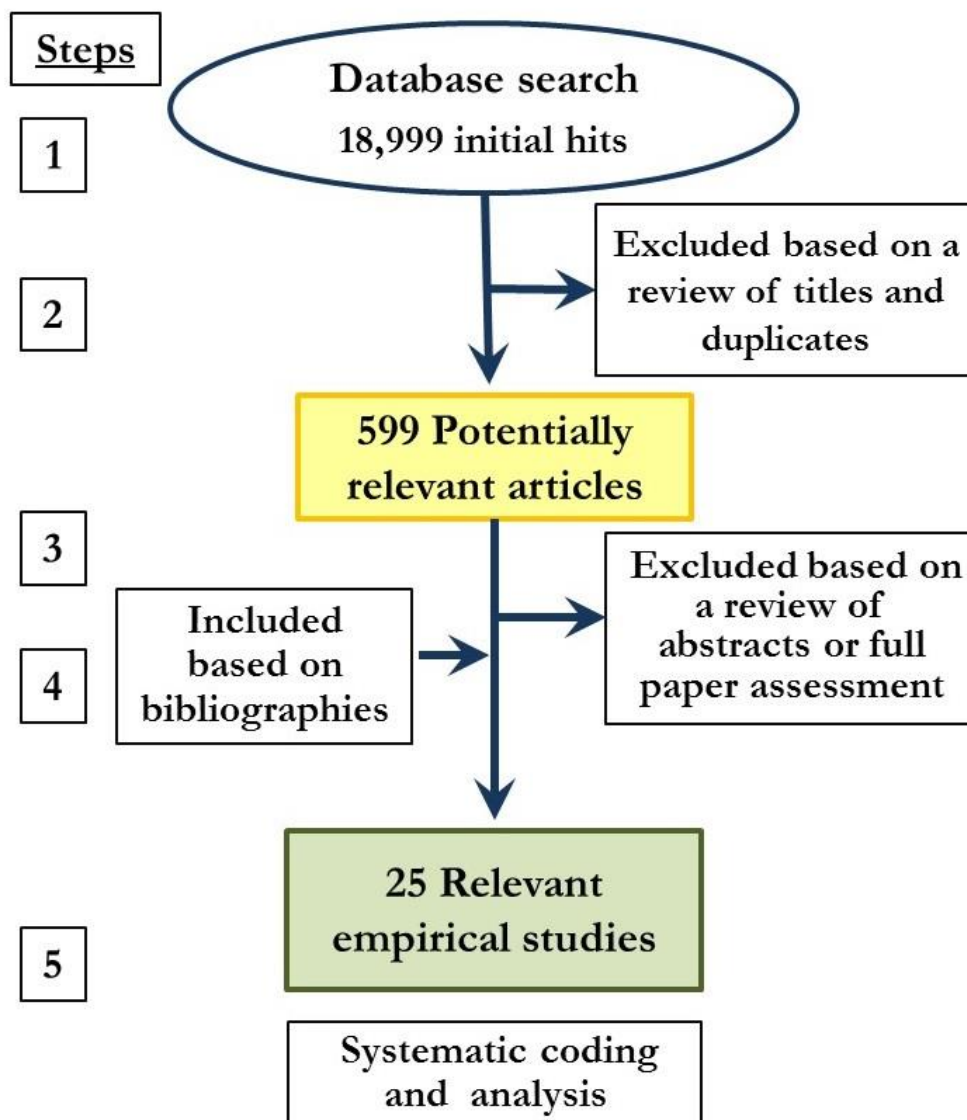 Steps
Database search
18,999 initial hits
1
Excluded based on a
review of titles and
duplicates
2
599 Potentially
relevant articles
3
Excluded based on
a review of
abstracts or full
paper assessment
Included
based on
bibliographies
4
25 Relevant
empirical studies
5
Systematic coding
and analysis